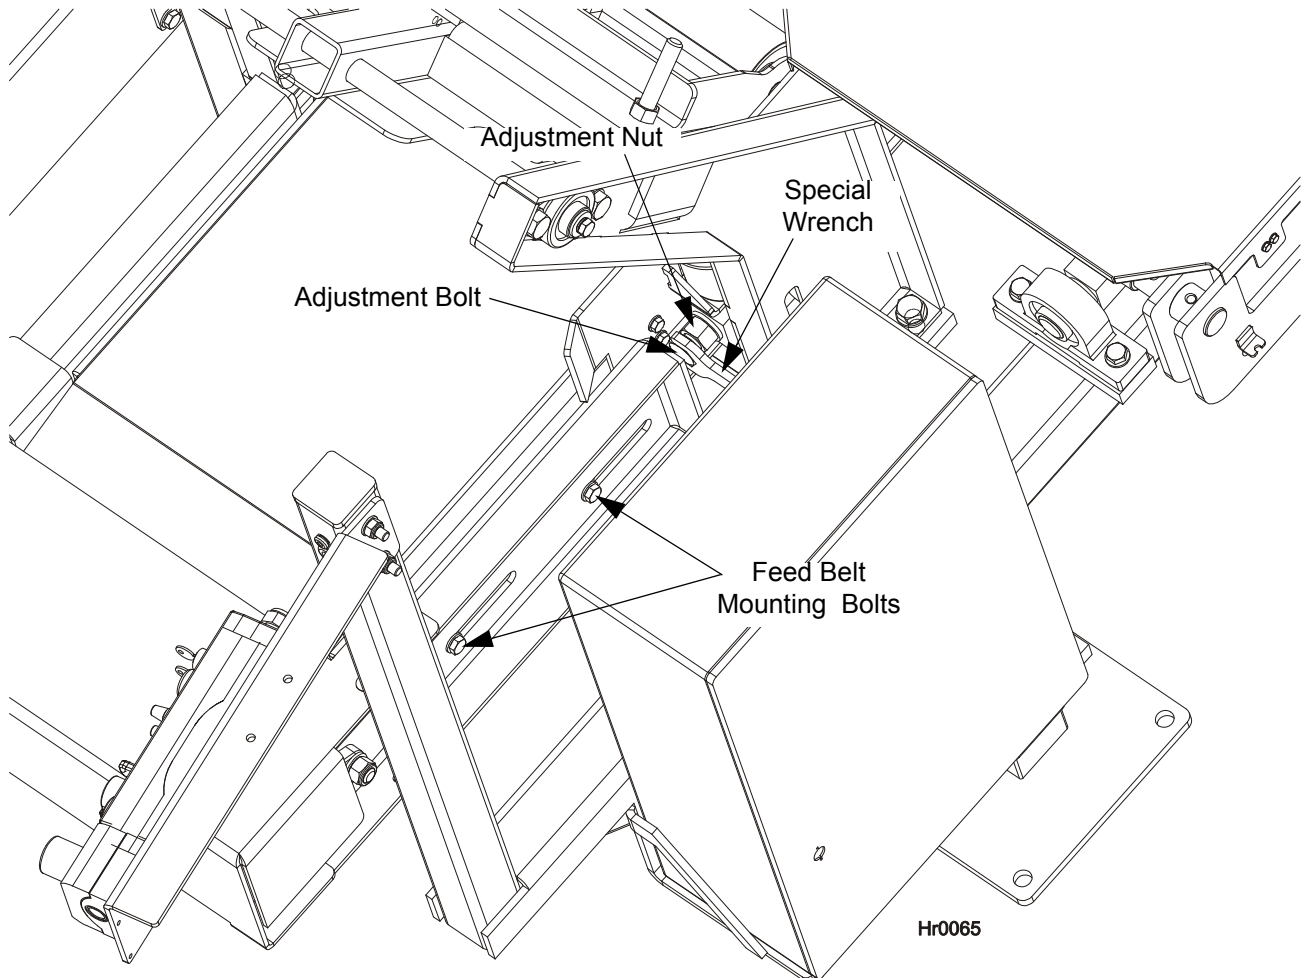 Adjustment Nut
Special
Wrench
Adjustment Bolt
Feed Belt
Mounting Bolts
Hr0065